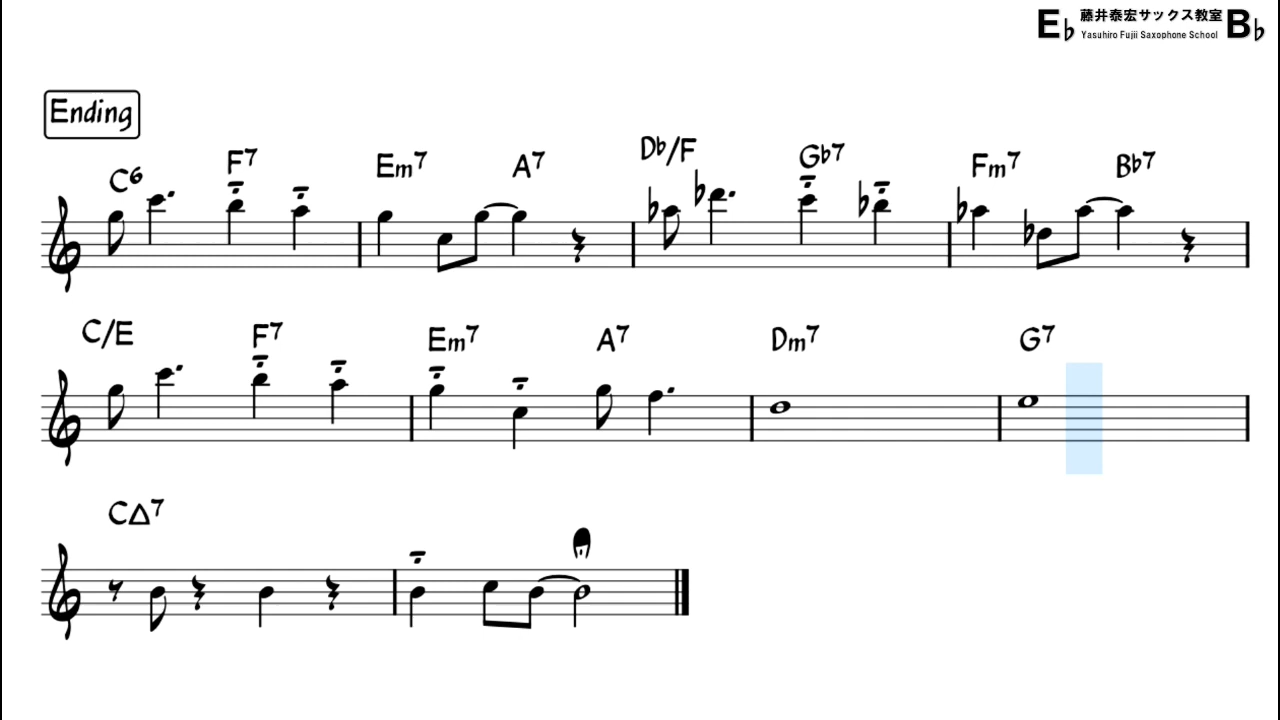 E♭ 藤井泰宏サックス教室 B♭
Yasuhiro Fujii Saxophone School
Ending
C6 F7 Em7 A7 D♭/F G♭7 Fm7 B♭7
C/E F7 Em7 A7 Dm7 G7
C△7